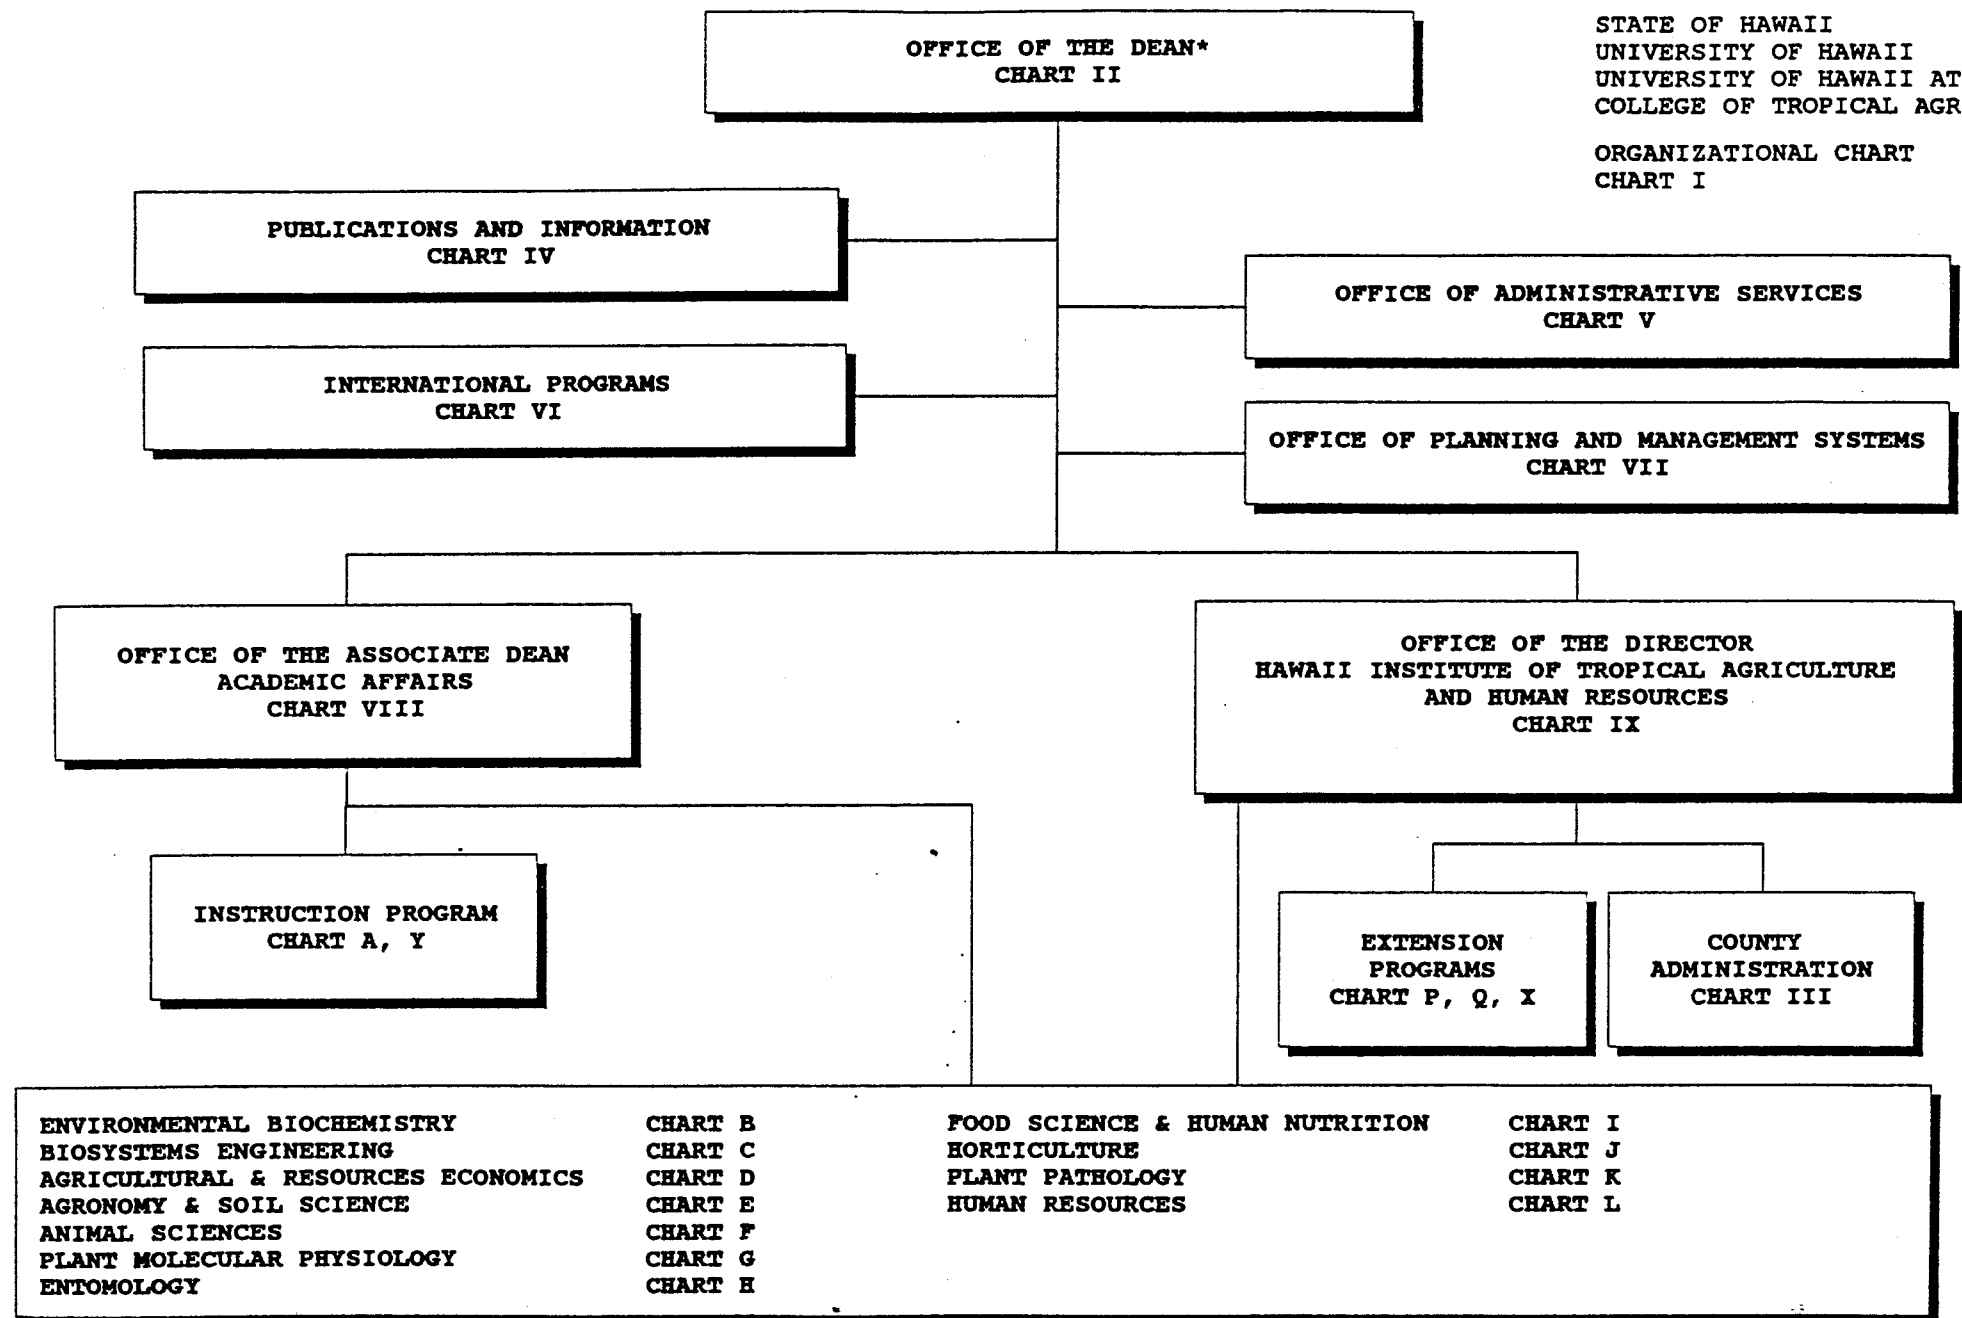 OFFICE OF THE DEAN*
CHART II
STATE OF HAWAII
UNIVERSITY OF HAWAII
UNIVERSITY OF HAWAII AT
COLLEGE OF TROPICAL AGR
ORGANIZATIONAL CHART
CHART I
PUBLICATIONS AND INFORMATION
CHART IV
OFFICE OF ADMINISTRATIVE SERVICES
CHART V
INTERNATIONAL PROGRAMS
CHART VI
OFFICE OF PLANNING AND MANAGEMENT SYSTEMS
CHART VII
OFFICE OF THE ASSOCIATE DEAN
ACADEMIC AFFAIRS
CHART VIII
OFFICE OF THE DIRECTOR
HAWAII INSTITUTE OF TROPICAL AGRICULTURE
AND HUMAN RESOURCES
CHART IX
INSTRUCTION PROGRAM
CHART A, Y
EXTENSION
PROGRAMS
CHART P, Q, X
COUNTY
ADMINISTRATION
CHART III
ENVIRONMENTAL BIOCHEMISTRY CHART B
BIOSYSTEMS ENGINEERING CHART C
AGRICULTURAL & RESOURCES ECONOMICS CHART D
AGRONOMY & SOIL SCIENCE CHART E
ANIMAL SCIENCES CHART F
PLANT MOLECULAR PHYSIOLOGY CHART G
ENTOMOLOGY CHART H
FOOD SCIENCE & HUMAN NUTRITION CHART I
HORTICULTURE CHART J
PLANT PATHOLOGY CHART K
HUMAN RESOURCES CHART L